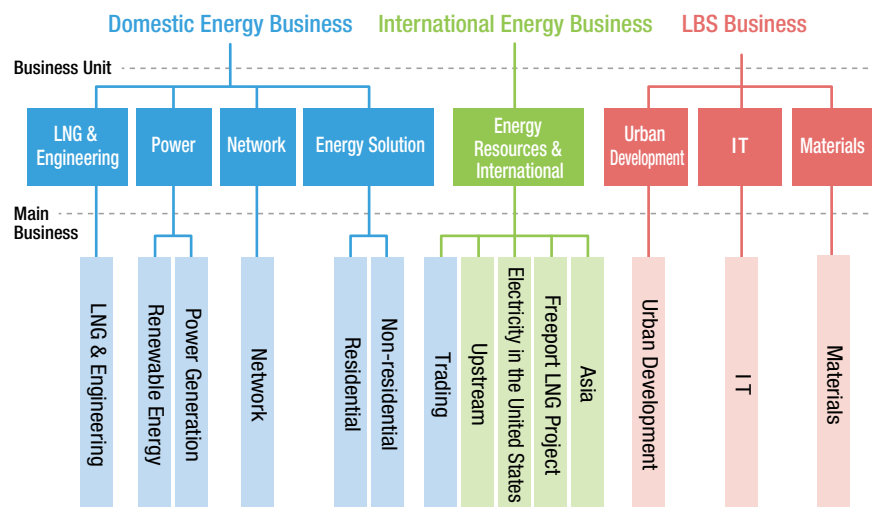 Domestic Energy Business
International Energy Business
LBS Business
Business Unit
LNG &
Engineering
Power
Network
Energy Solution
Energy
Resources &
International
Urban
Development
IT
Materials
Main
Business
LNG & Engineering
Renewable Energy
Power Generation
Network
Residential
Non-residential
Trading
Upstream
Electricity in the United States
Freeport LNG Project
Asia
Urban Development
IT
Materials